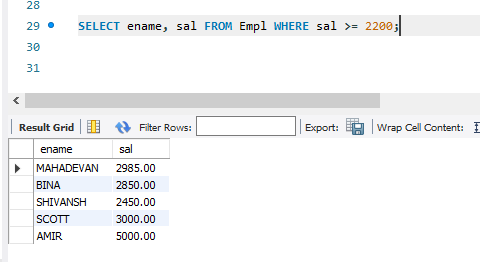 28
29 SELECT ename, sal FROM Empl WHERE sal >= 2200;
30
31
Result Grid Filter Rows: Export: Wrap Cell Content:
ename sal
MAHADEVAN 2985.00
BINA 2850.00
SHIVANSH 2450.00
SCOTT 3000.00
AMIR 5000.00